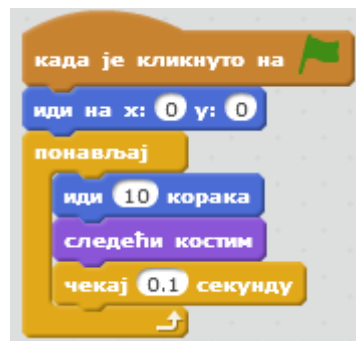 када је кликнуто на
иди на x: 0 y: 0
понављај
иди 10 корака
следећи костим
чекај 0.1 секунду